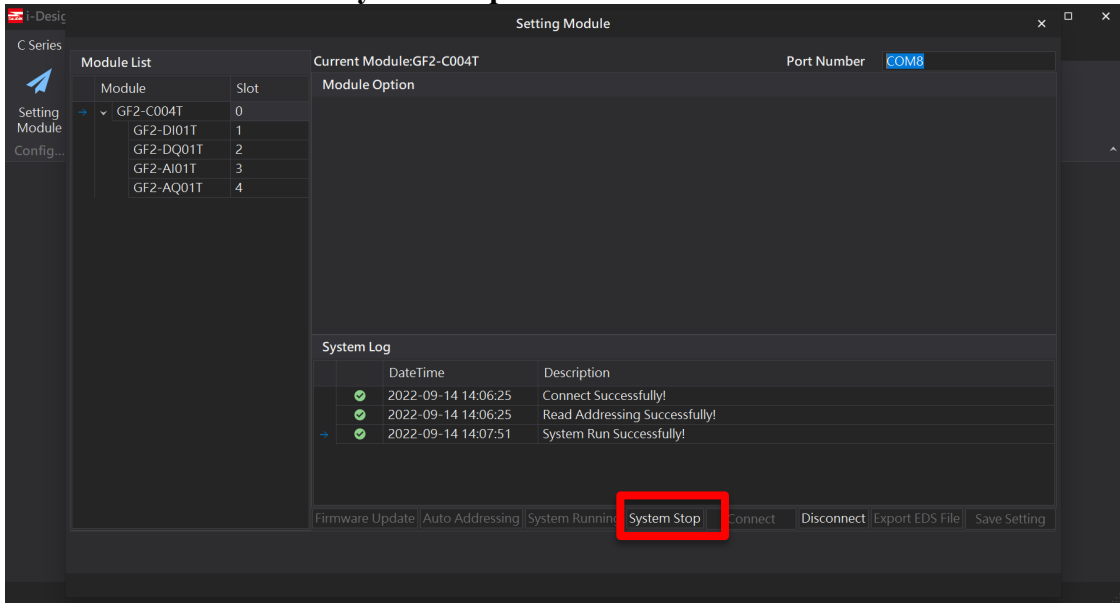 i-Desig
Setting Module
C Series
Module List
Current Module:GF2-C004T
Port Number
COM8
Module
Slot
Module Option
Setting
Module
Config...
GF2-C004T
0
GF2-DI01T
1
GF2-DQ01T
2
GF2-AI01T
3
GF2-AQ01T
4
System Log
DateTime
Description
2022-09-14 14:06:25
Connect Successfully!
2022-09-14 14:06:25
Read Addressing Successfully!
2022-09-14 14:07:51
System Run Successfully!
Firmware Update
Auto Addressing
System Running
System Stop
Connect
Disconnect
Export EDS File
Save Setting